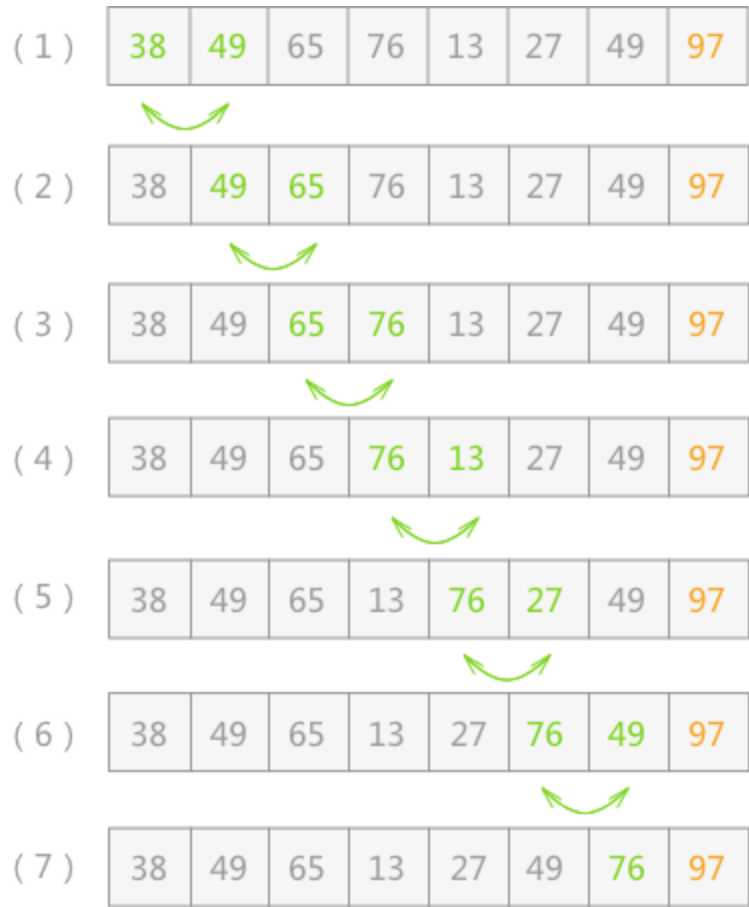 (1) 38 49 65 76 13 27 49 97
(2) 38 49 65 76 13 27 49 97
(3) 38 49 65 76 13 27 49 97
(4) 38 49 65 76 13 27 49 97
(5) 38 49 65 13 76 27 49 97
(6) 38 49 65 13 27 76 49 97
(7) 38 49 65 13 27 49 76 97